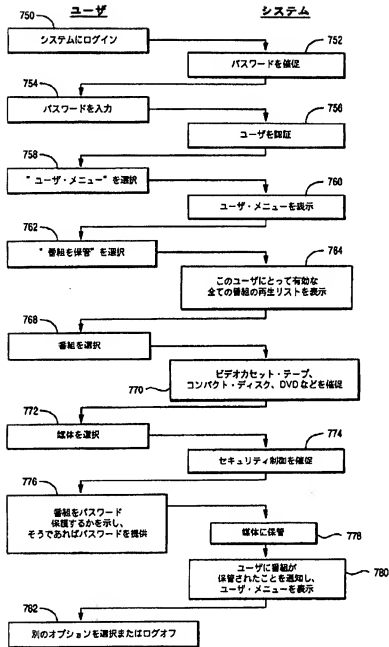 ユーザ
システム
750
システムにログイン
752
パスワードを催促
754
パスワードを入力
756
ユーザを認証
758
"ユーザ・メニュー"を選択
760
ユーザ・メニューを表示
762
"番組を保管"を選択
764
このユーザにとって有効な
全ての番組の再生リストを表示
768
番組を選択
770
ビデオカセット・テープ、
コンパクト・ディスク、DVDなどを催促
772
媒体を選択
774
セキュリティ制御を催促
776
番組をパスワード
保護するかを示し、
そうであればパスワードを提供
778
媒体に保管
780
ユーザに番組が
保管されたことを通知し、
ユーザ・メニューを表示
782
別のオプションを選択またはログオフ